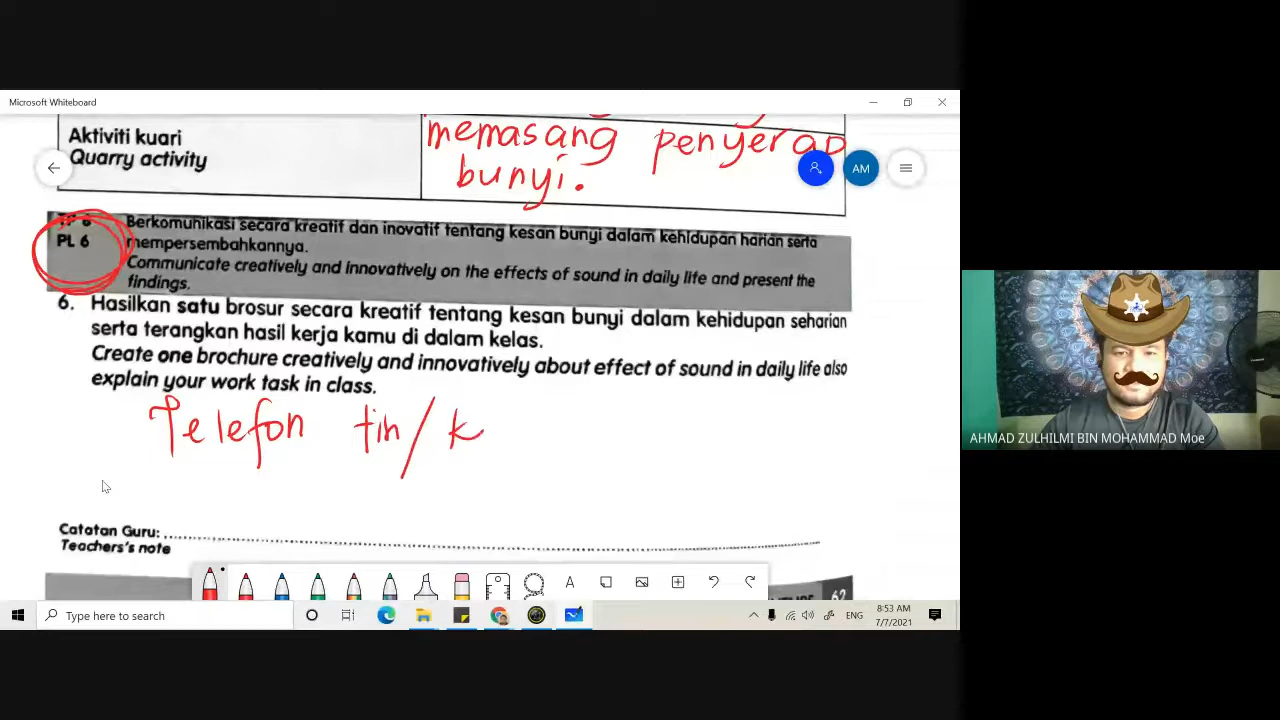 Microsoft Whiteboard
Aktiviti kuari
Quarry activity
memasang penyerap
bunyi.
AM
PL 6
Berkomunikasi secara kreatif dan inovatif tentang kesan bunyi dalam kehidupan harian serta
mempersembahkannya.
Communicate creatively and innovatively on the effects of sound in daily life and present the
findings.
6. Hasilkan satu brosur secara kreatif tentang kesan bunyi dalam kehidupan seharian
serta terangkan hasil kerja kamu di dalam kelas.
Create one brochure creatively and innovatively about effect of sound in daily life also
explain your work task in class.
Telefon tin/k
AHMAD ZULHILMI BIN MOHAMMAD Moe
Catatan Guru:
Teachers's note
A
62
Type here to search
ENG
8:53 AM
7/7/2021